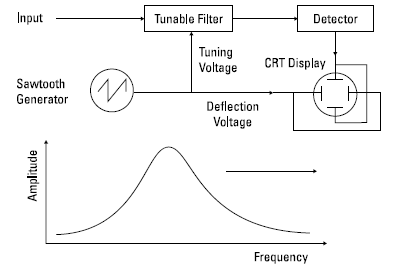 Input
Tunable Filter
Detector
Tuning
Voltage
CRT Display
Sawtooth
Generator
Deflection
Voltage
Amplitude
Frequency